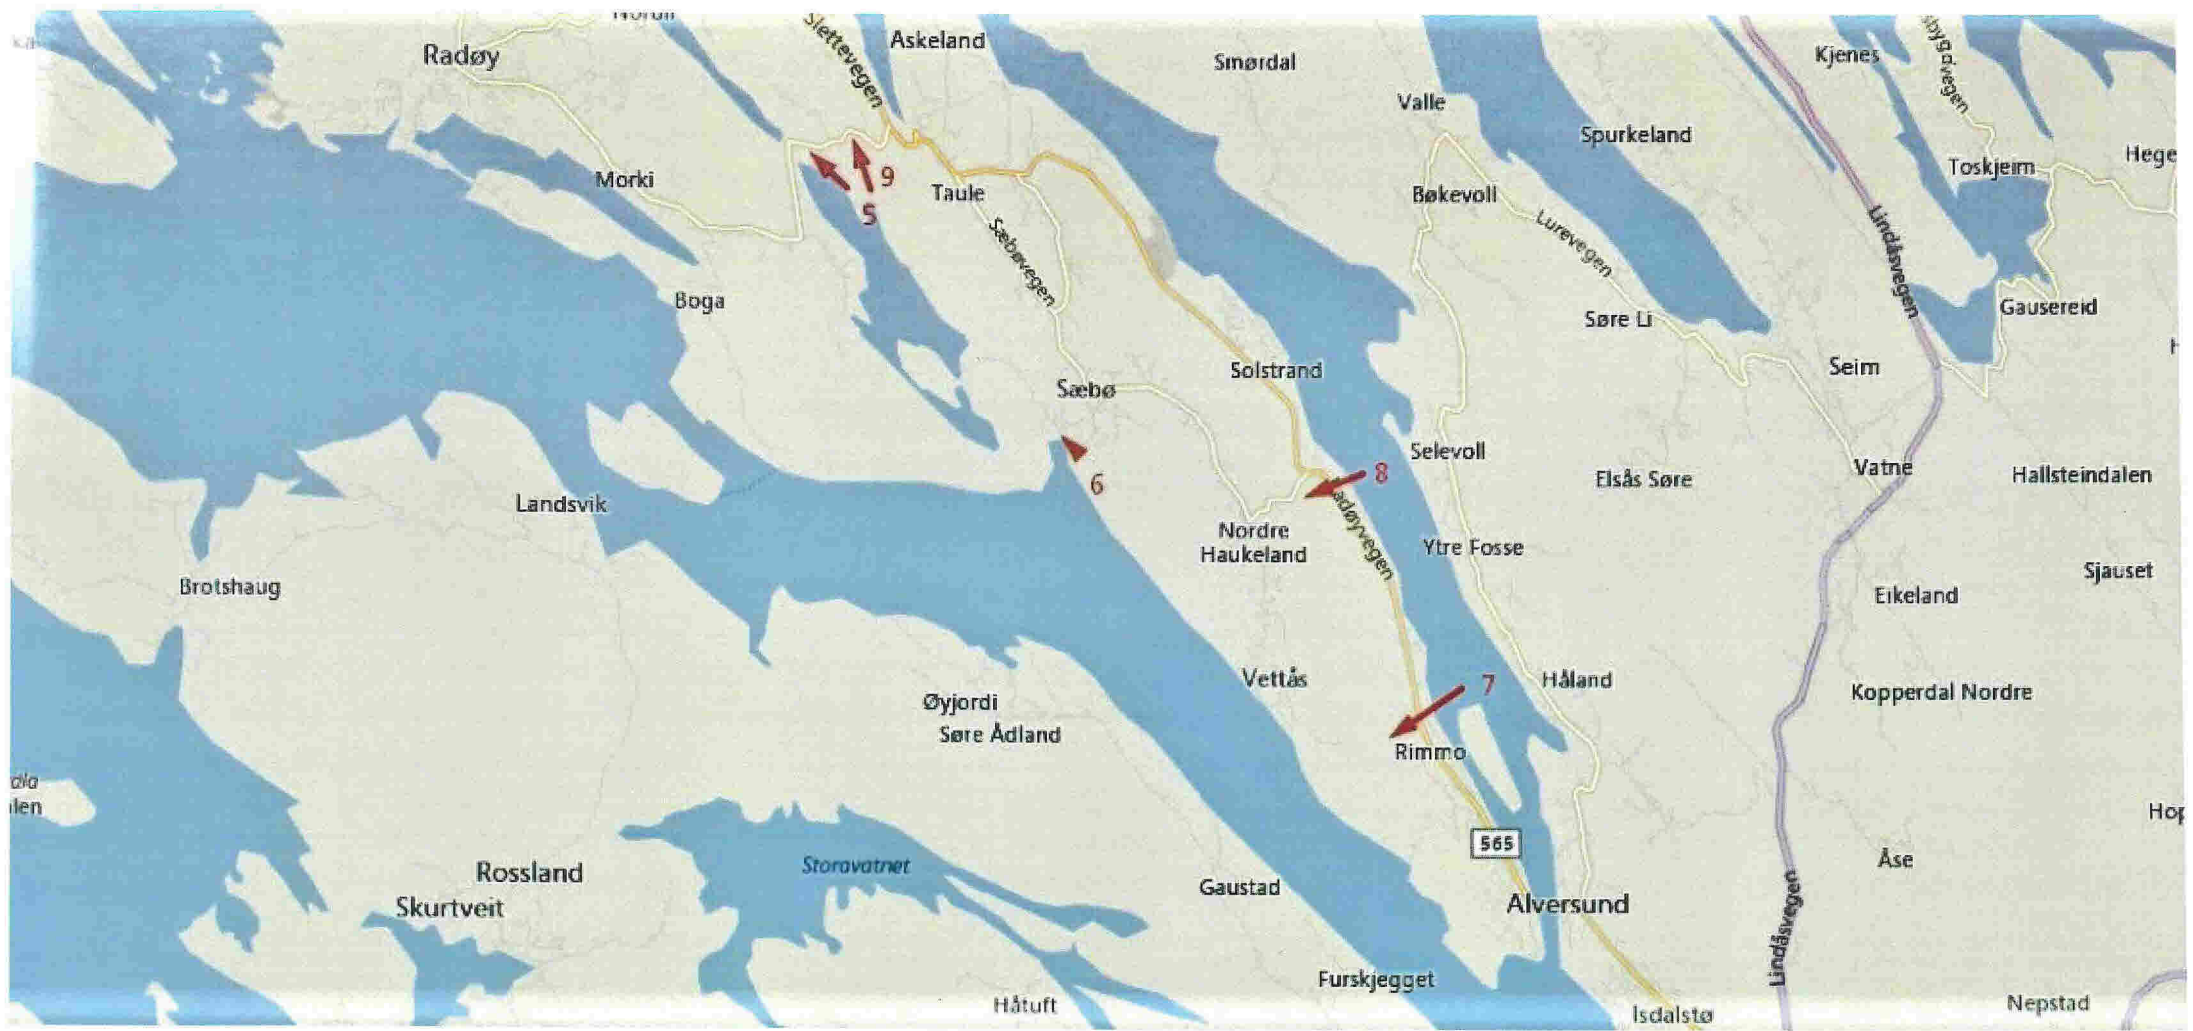 Radøy
Slettevegen
Askeland
Smørdal
Valle
Spurkeland
Kjenes
Toskjeim
Hege
Morki
9
5
Taule
Bøkevoll
Lurevegen
Lindåsvegen
Sæbøvegen
Boga
Søre Li
Gausereid
Seim
Solstrand
Sæbø
6
8
Selevoll
Elsås Søre
Vatne
Hallsteindalen
Landsvik
Nordre
Haukeland
Radøyvegen
Ytre Fosse
Brotshaug
Eikeland
Sjauset
Vettås
7
Håland
Kopperdal Nordre
Øyjordi
Søre Ådland
Rimmo
565
Storavatnet
Rossland
Skurtveit
Gaustad
Alversund
Åse
Lindåsvegen
Furskjegget
Håtuft
Isdalstø
Nepstad